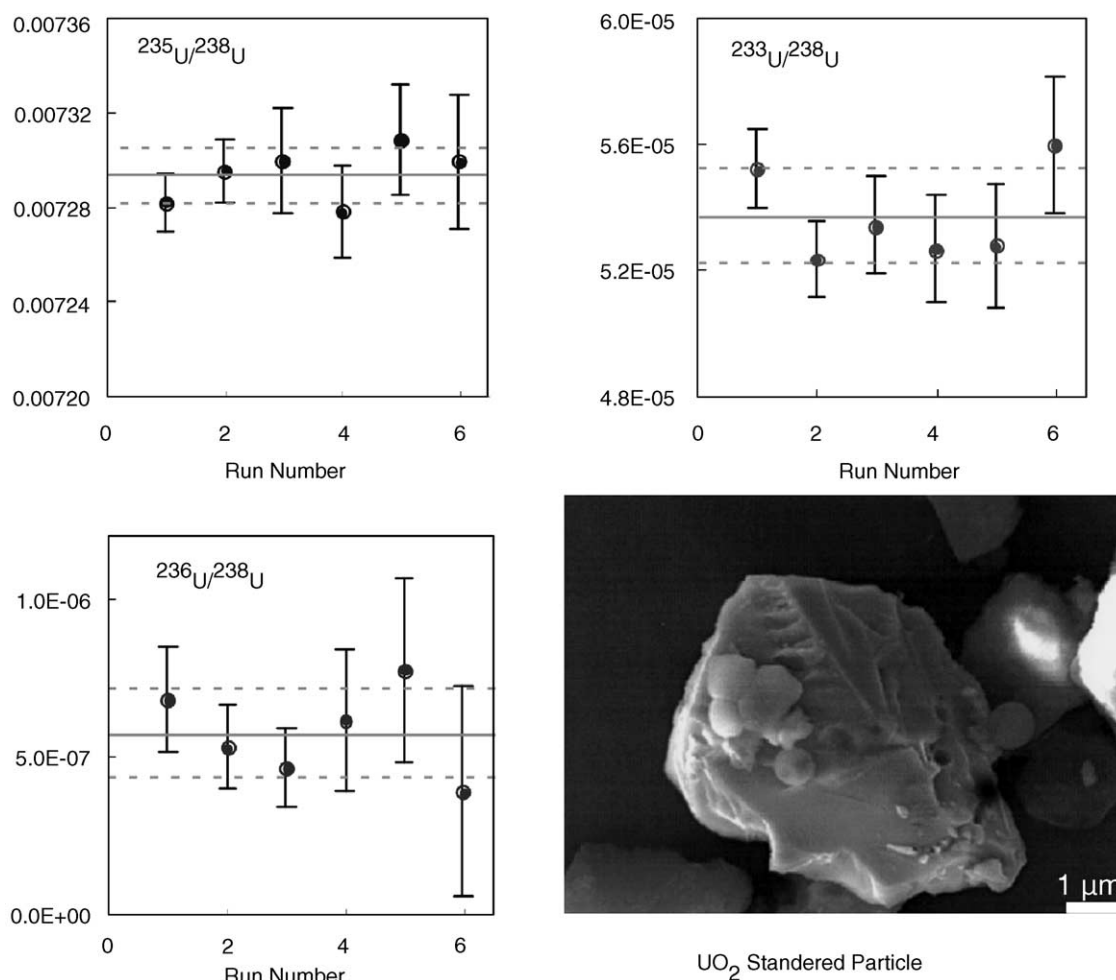 ²³⁵U/²³⁸U
0.00736
0.00732
0.00728
0.00724
0.00720
0 2 4 6
Run Number
²³³U/²³⁸U
6.0E-05
5.6E-05
5.2E-05
4.8E-05
0 2 4 6
Run Number
²³⁶U/²³⁸U
1.0E-06
5.0E-07
0.0E+00
0 2 4 6
Run Number
1 μm
UO₂ Standered Particle